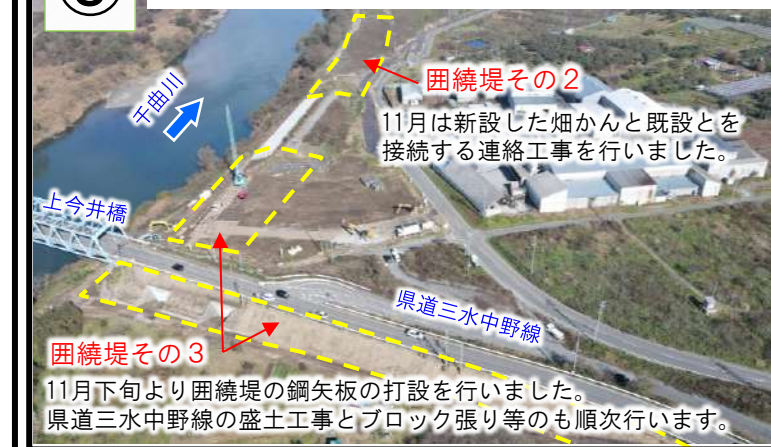 囲繞堤その２
11月は新設した畑かんと既設とを
接続する連絡工事を行いました。
千曲川
上今井橋
県道三水中野線
囲繞堤その３
11月下旬より囲繞堤の鋼矢板の打設を行いました。
県道三水中野線の盛土工事とブロック張り等のも順次行います。